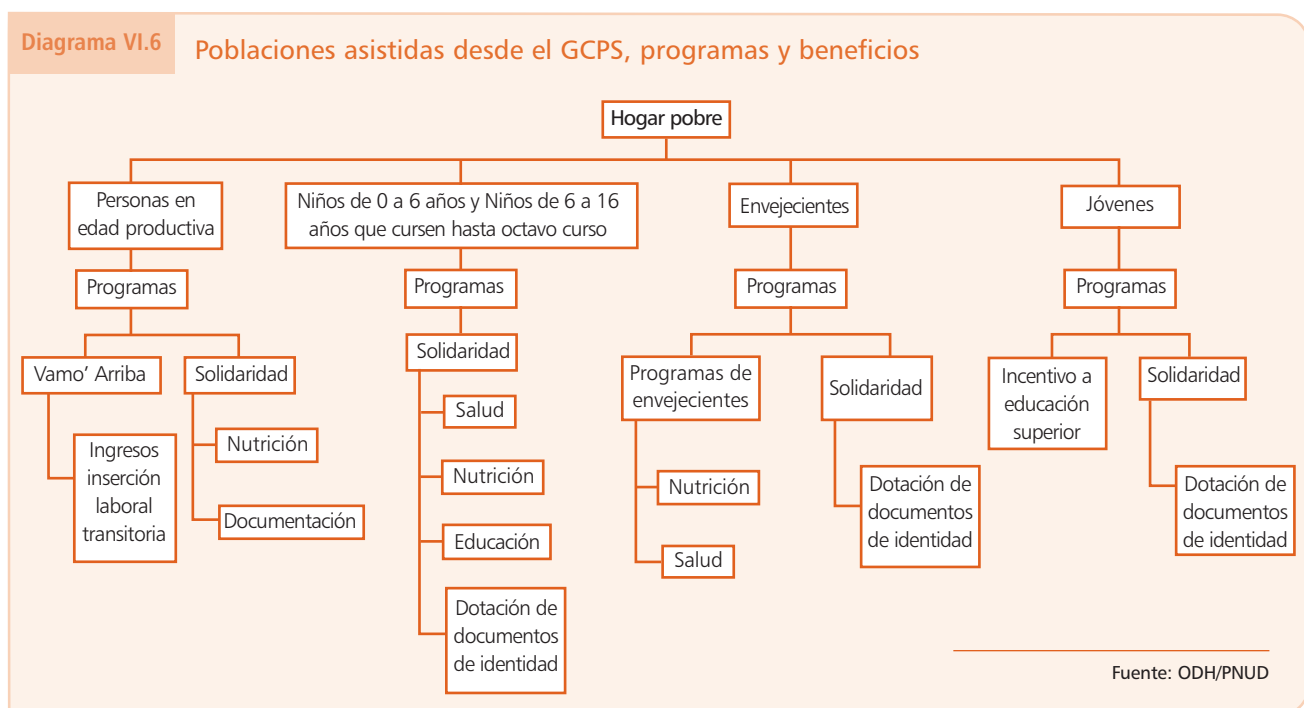 Diagrama VI.6
Poblaciones asistidas desde el GCPS, programas y beneficios
Hogar pobre
Personas en
edad productiva
Niños de 0 a 6 años y Niños de 6 a 16
años que cursen hasta octavo curso
Envejecientes
Jóvenes
Programas
Programas
Programas
Programas
Vamo' Arriba
Solidaridad
Solidaridad
Programas de
envejecientes
Solidaridad
Incentivo a
educación
superior
Solidaridad
Ingresos
inserción
laboral
transitoria
Nutrición
Documentación
Salud
Nutrición
Educación
Dotación de
documentos
de identidad
Nutrición
Salud
Dotación de
documentos
de identidad
Dotación de
documentos
de identidad
Fuente: ODH/PNUD